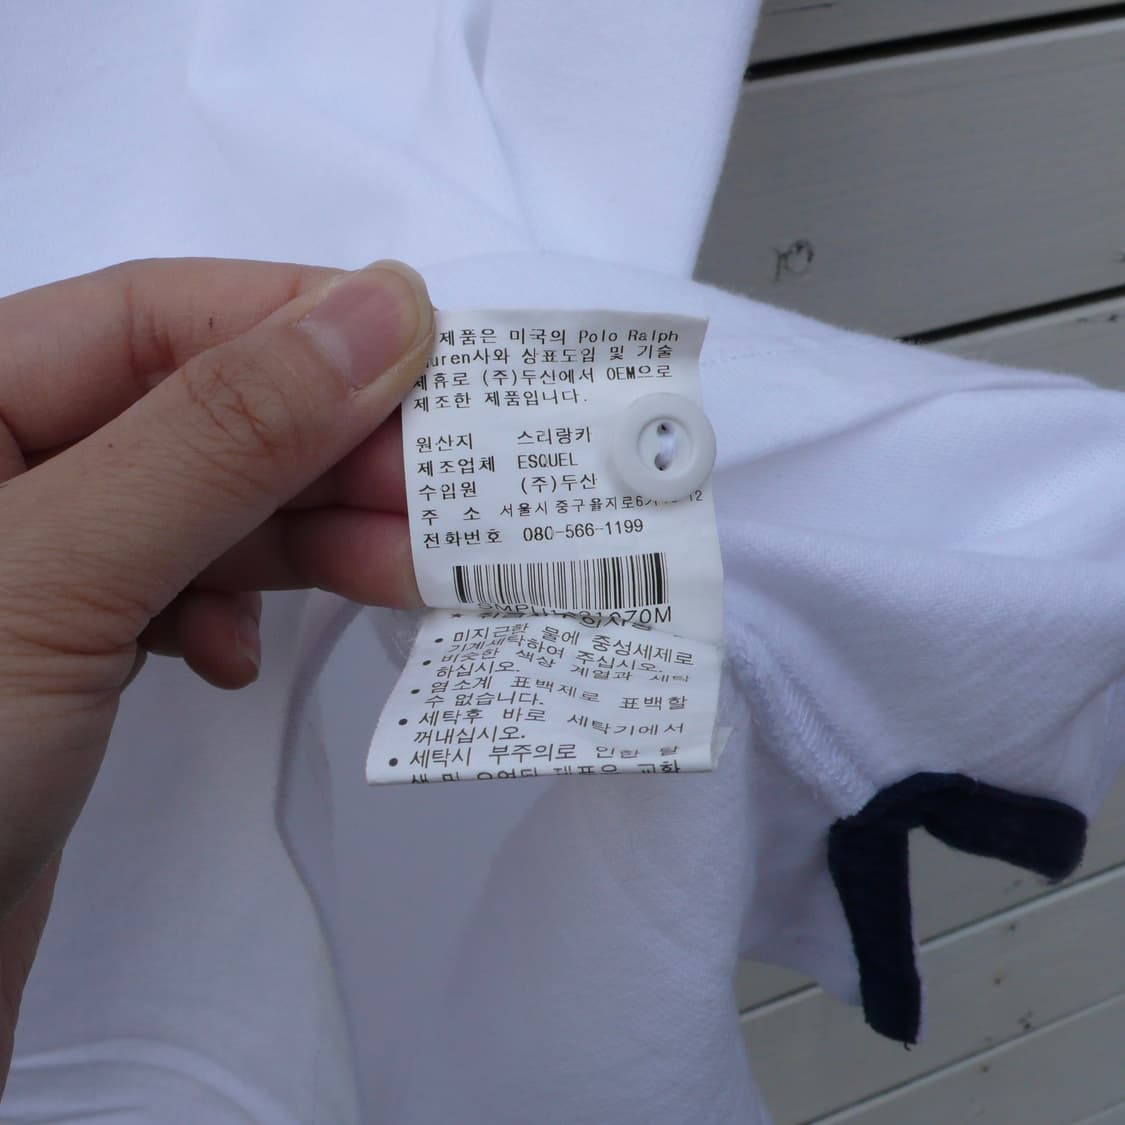 제품은 미국의 Polo Ralph
uren사와 상표도입 및 기술
제휴로 (주)두산에서 OEM으로
제조한 제품입니다.
원산지 스리랑카
제조업체 ESQUEL
수입원 (주)두산
주 소 서울시 중구 을지로6가 12
전화번호 080-566-1199
• 미지근한 물에 중성세제로
기계세탁하여 주십시오.
• 비슷한 색상 계열과 세탁
하십시오.
• 염소계 표백제로 표백할
수 없습니다.
• 세탁후 바로 세탁기에서
꺼내십시오.
• 세탁시 부주의로 인한 탈